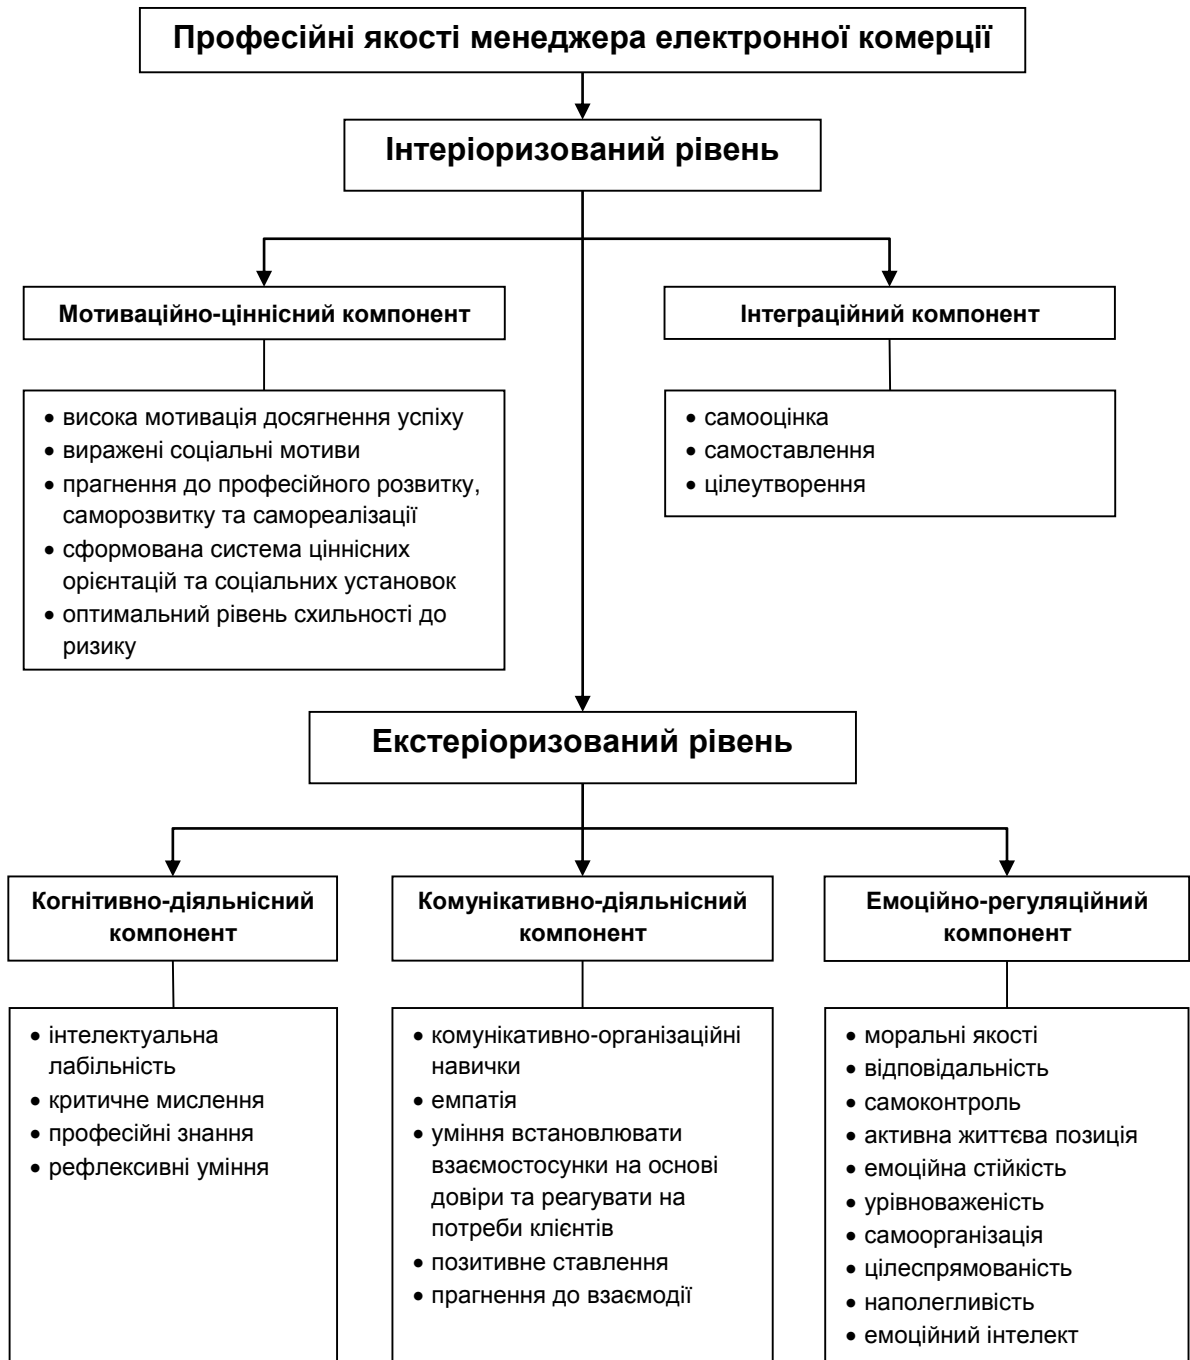 Професійні якості менеджера електронної комерції
Інтеріоризований рівень
Мотиваційно-ціннісний компонент
• висока мотивація досягнення успіху
• виражені соціальні мотиви
• прагнення до професійного розвитку,
саморозвитку та самореалізації
• сформована система ціннісних
орієнтацій та соціальних установок
• оптимальний рівень схильності до
ризику
Інтеграційний компонент
• самооцінка
• самоставлення
• цілеутворення
Екстеріоризований рівень
Когнітивно-діяльнісний
компонент
• інтелектуальна
лабільність
• критичне мислення
• професійні знання
• рефлексивні уміння
Комунікативно-діяльнісний
компонент
• комунікативно-організаційні
навички
• емпатія
• уміння встановлювати
взаємостосунки на основі
довіри та реагувати на
потреби клієнтів
• позитивне ставлення
• прагнення до взаємодії
Емоційно-регуляційний
компонент
• моральні якості
• відповідальність
• самоконтроль
• активна життєва позиція
• емоційна стійкість
• урівноваженість
• самоорганізація
• цілеспрямованість
• наполегливість
• емоційний інтелект